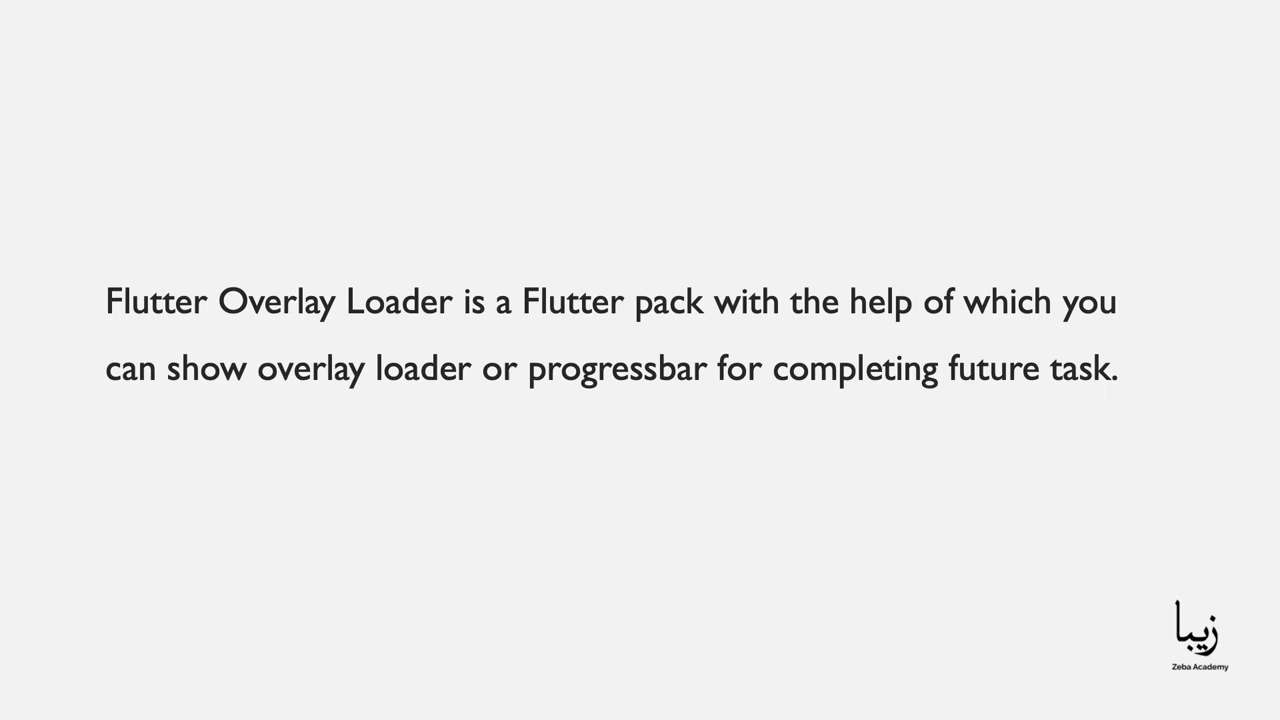 Flutter Overlay Loader is a Flutter pack with the help of which you
can show overlay loader or progressbar for completing future task.
زیبا
Zeba Academy